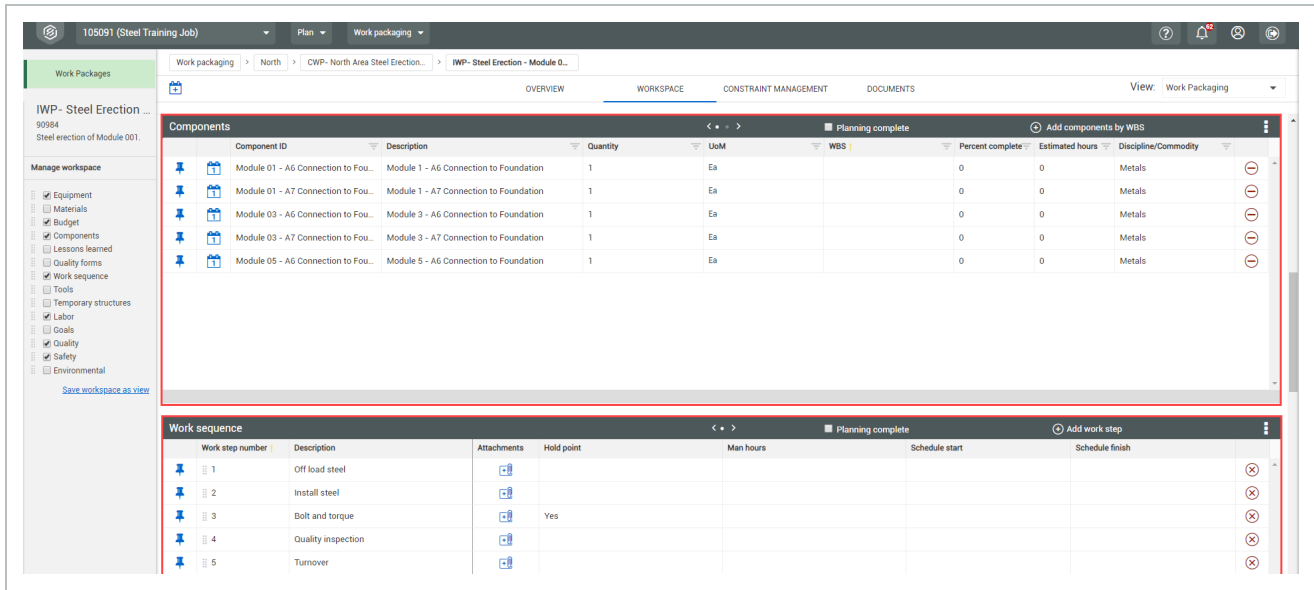 105091 (Steel Training Job) Plan Work packaging ? 62
Work Packages
Work packaging > North > CWP- North Area Steel Erection... > IWP- Steel Erection - Module 0...
OVERVIEW WORKSPACE CONSTRAINT MANAGEMENT DOCUMENTS View: Work Packaging
IWP- Steel Erection ...
90984
Steel erection of Module 001.
Manage workspace
Equipment
Materials
Budget
Components
Lessons learned
Quality forms
Work sequence
Tools
Temporary structures
Labor
Goals
Quality
Safety
Environmental
Save workspace as view
Components Planning complete Add components by WBS
Component ID Description Quantity UoM WBS Percent complete Estimated hours Discipline/Commodity
1 Module 01 - A6 Connection to Fou... Module 1 - A6 Connection to Foundation 1 Ea 0 0 Metals
1 Module 01 - A7 Connection to Fou... Module 1 - A7 Connection to Foundation 1 Ea 0 0 Metals
1 Module 03 - A6 Connection to Fou... Module 3 - A6 Connection to Foundation 1 Ea 0 0 Metals
1 Module 03 - A7 Connection to Fou... Module 3 - A7 Connection to Foundation 1 Ea 0 0 Metals
1 Module 05 - A6 Connection to Fou... Module 5 - A6 Connection to Foundation 1 Ea 0 0 Metals
Work sequence Planning complete Add work step
Work step number Description Attachments Hold point Man hours Schedule start Schedule finish
1 Off load steel
2 Install steel
3 Bolt and torque Yes
4 Quality inspection
5 Turnover